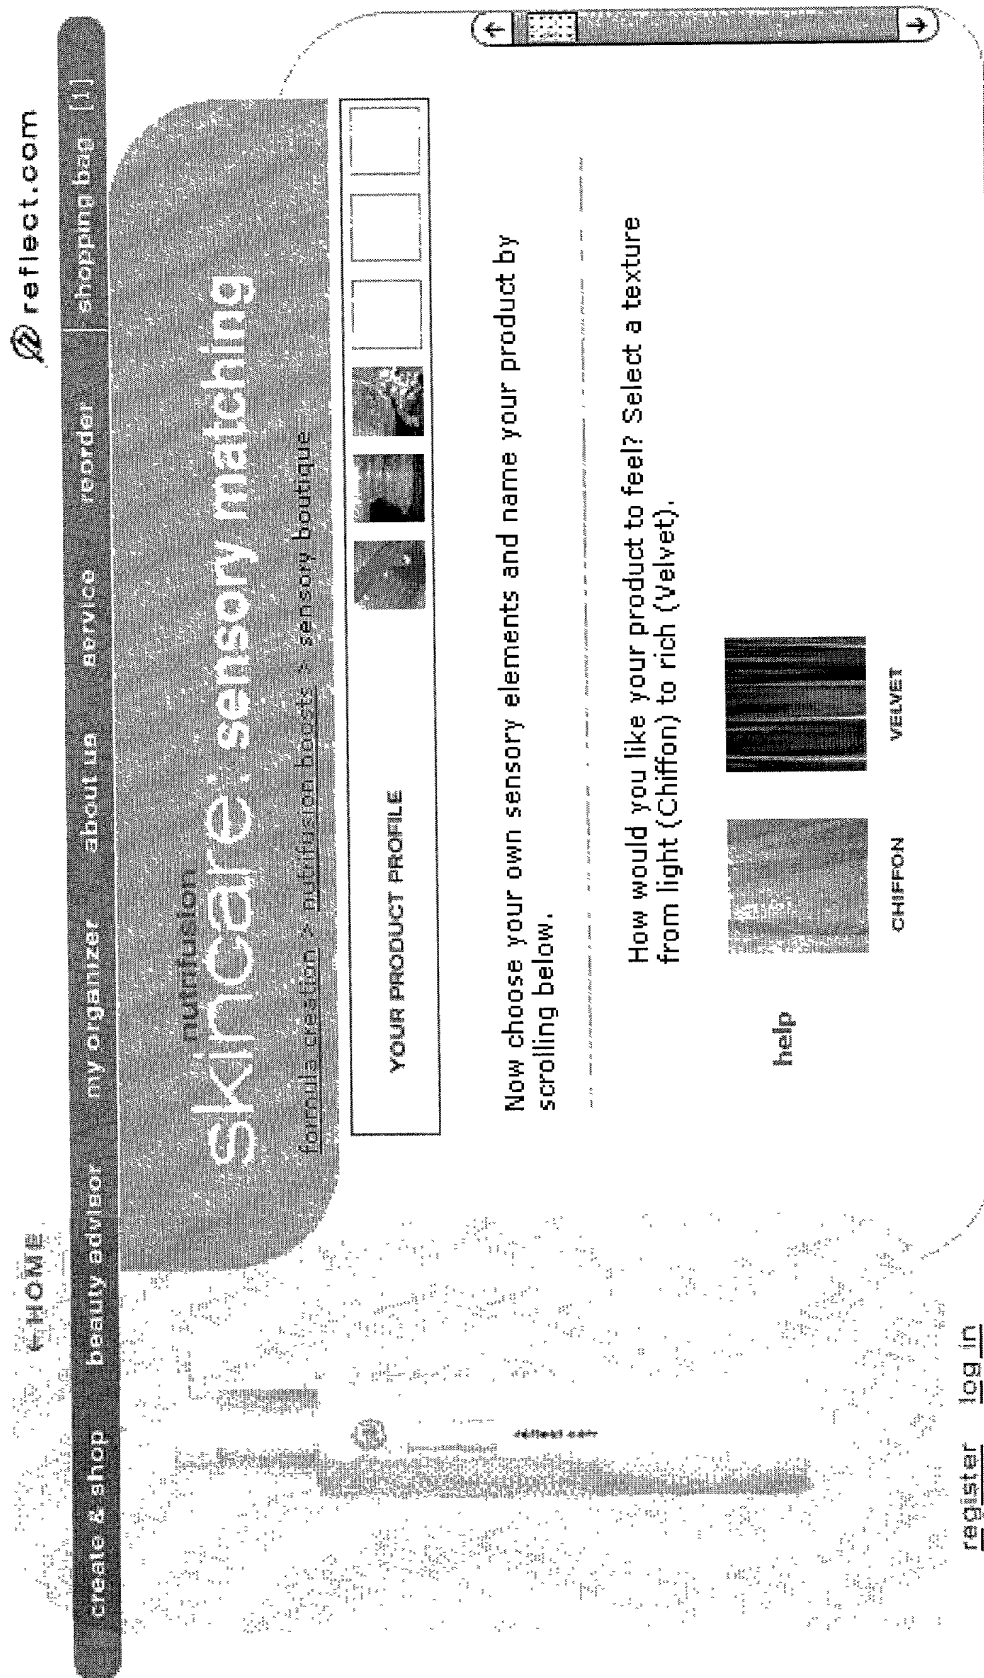 ← HOME
reflect.com
create & shop beauty advisor my organizer about us service reorder shopping bag [1]
nutrifusion
skincare: sensory matching
formula creation > nutrifusion boosts > sensory boutique
YOUR PRODUCT PROFILE
Now choose your own sensory elements and name your product by
scrolling below.
How would you like your product to feel? Select a texture
from light (Chiffon) to rich (Velvet).
help
CHIFFON VELVET
reflect.com
register log in